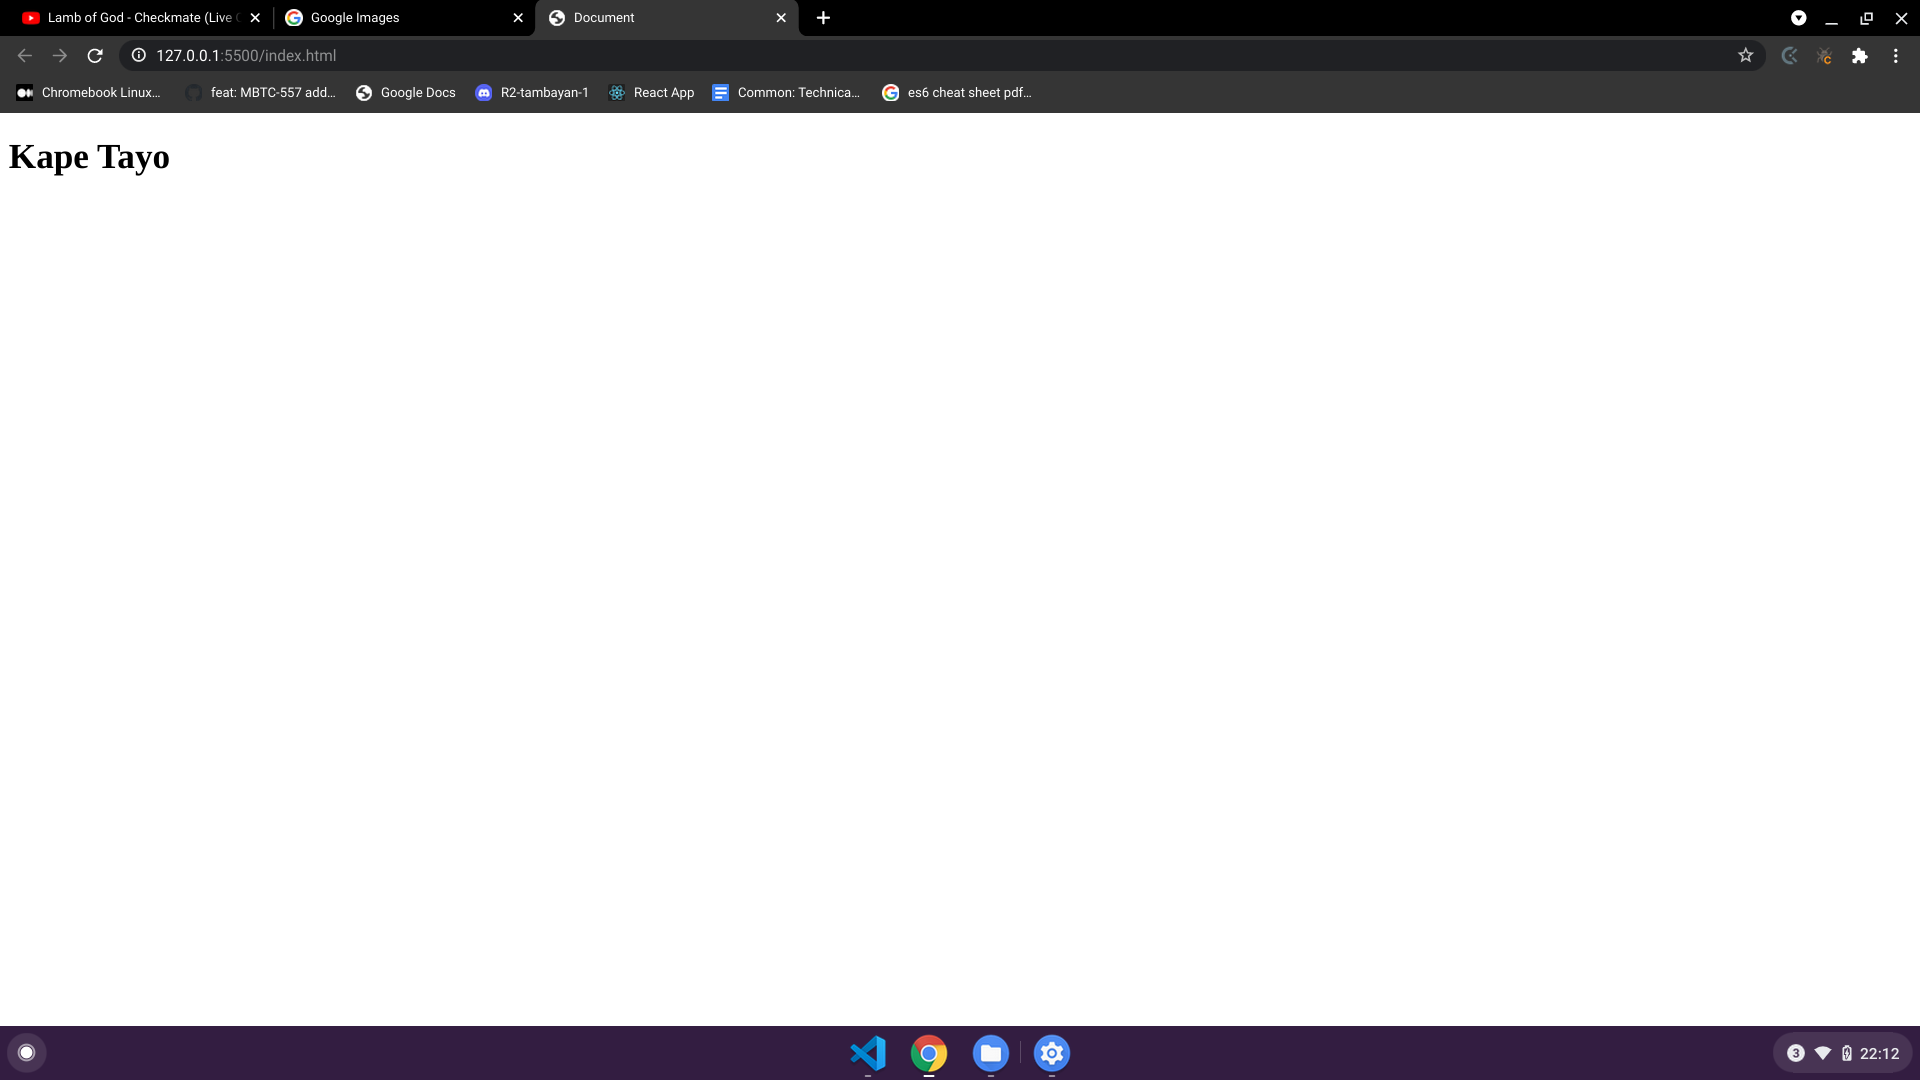 Lamb of God - Checkmate (Live
Google Images
Document
127.0.0.1:5500/index.html
Chromebook Linux...
feat: MBTC-557 add...
Google Docs
R2-tambayan-1
React App
Common: Technica...
es6 cheat sheet pdf...
Kape Tayo
3
22:12